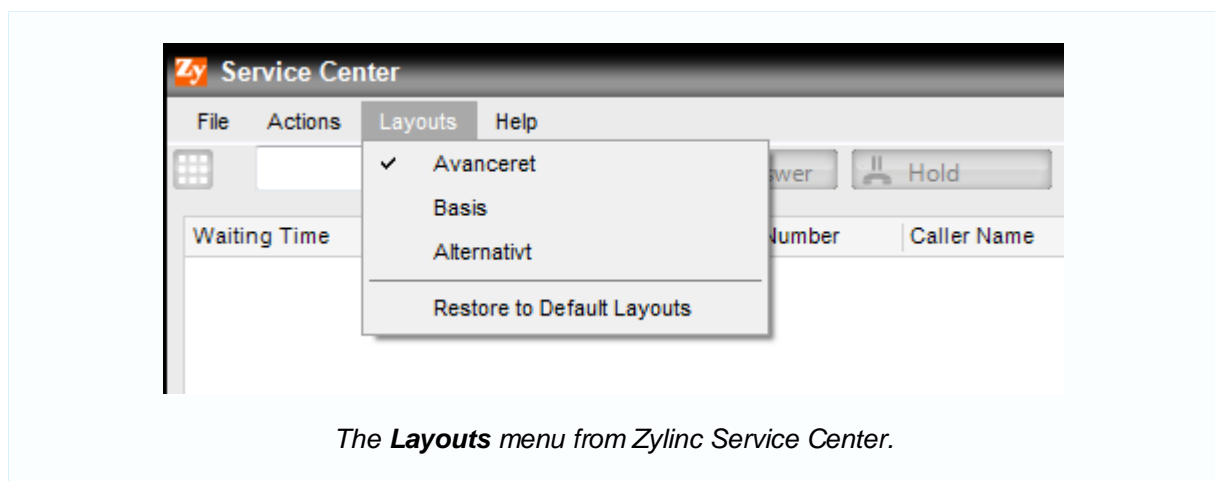 Zy Service Center
File Actions Layouts Help
✓ Avanceret
Hold
Basis
Waiting Time Number Caller Name
Alternativt
Restore to Default Layouts
The Layouts menu from Zylinc Service Center.